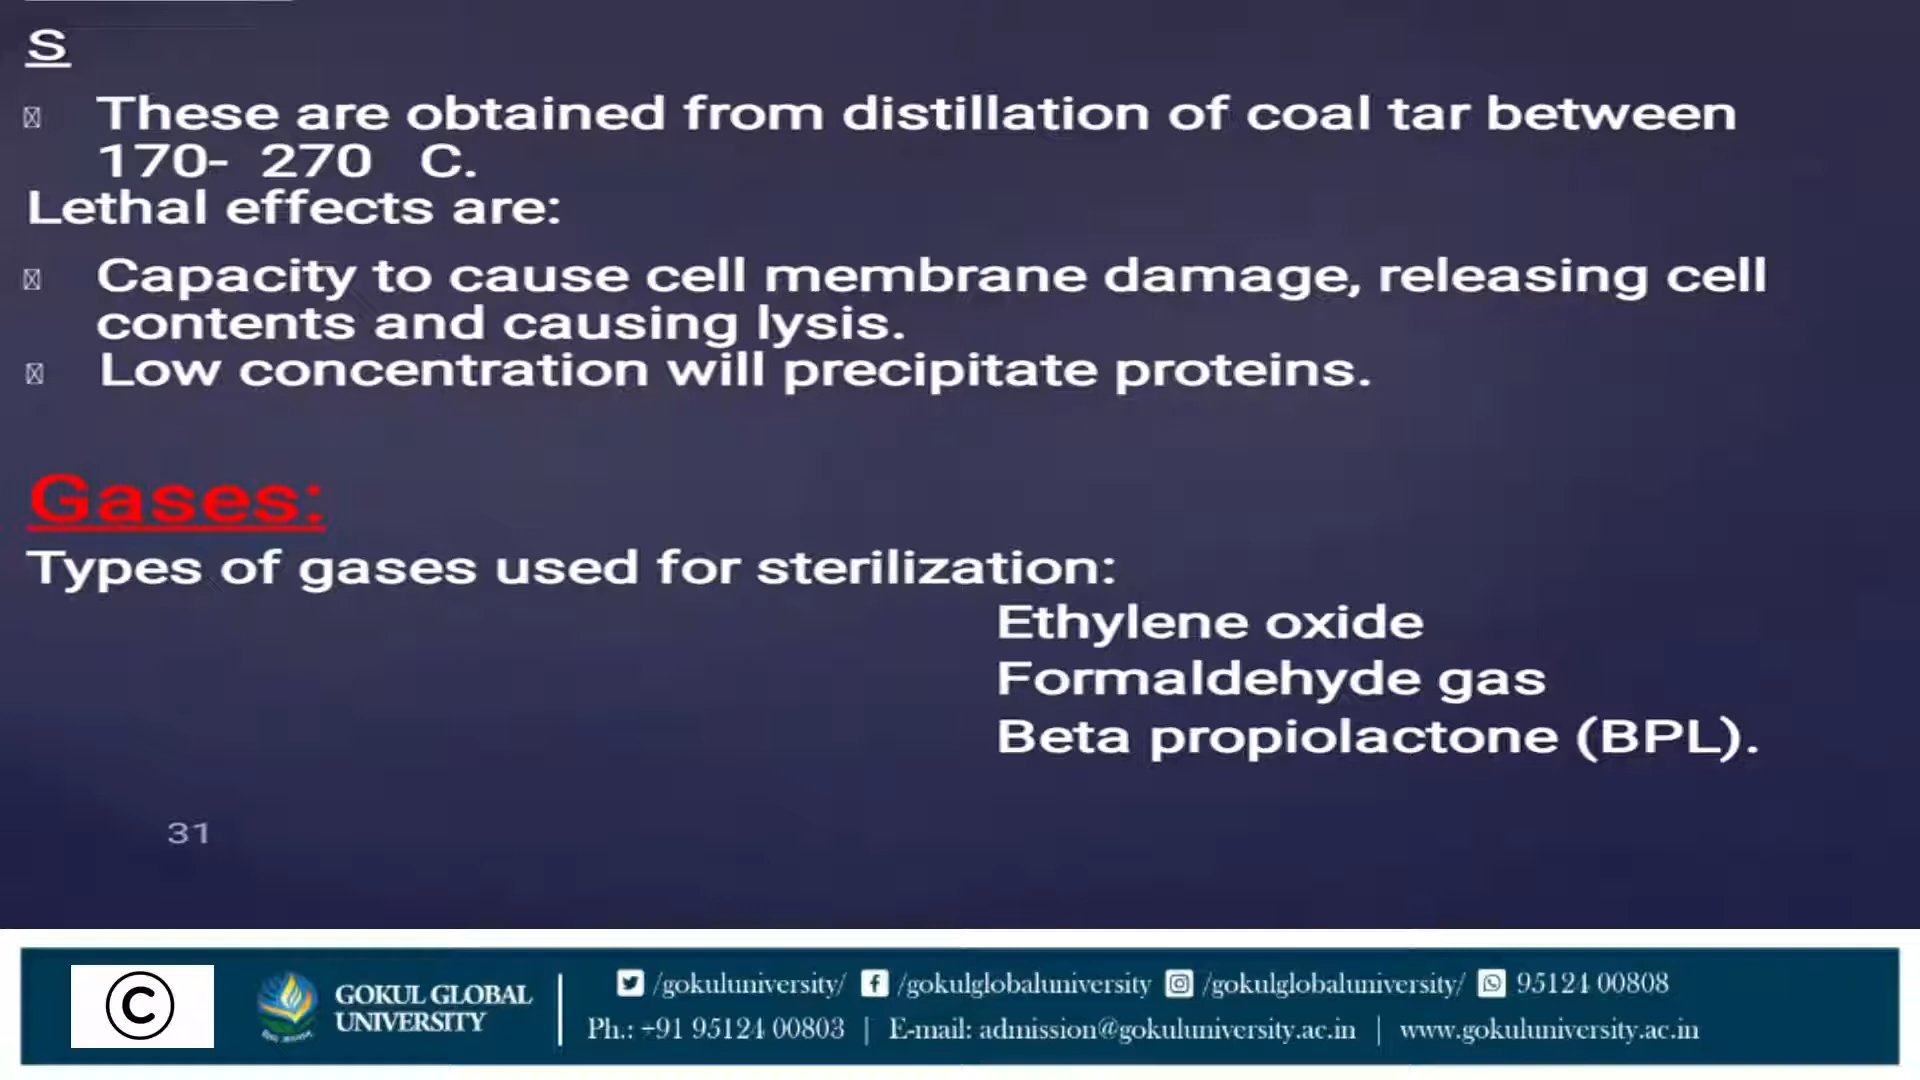 S
These are obtained from distillation of coal tar between
170- 270 C.
Lethal effects are:
Capacity to cause cell membrane damage, releasing cell
contents and causing lysis.
Low concentration will precipitate proteins.
Gases:
Types of gases used for sterilization:
Ethylene oxide
Formaldehyde gas
Beta propiolactone (BPL).
31
©
GOKUL GLOBAL
UNIVERSITY
/gokuluniversity/ /gokulglobaluniversity /gokulglobaluniversity/ 95124 00808
Ph.: +91 95124 00803 | E-mail: admission@gokuluniversity.ac.in | www.gokuluniversity.ac.in